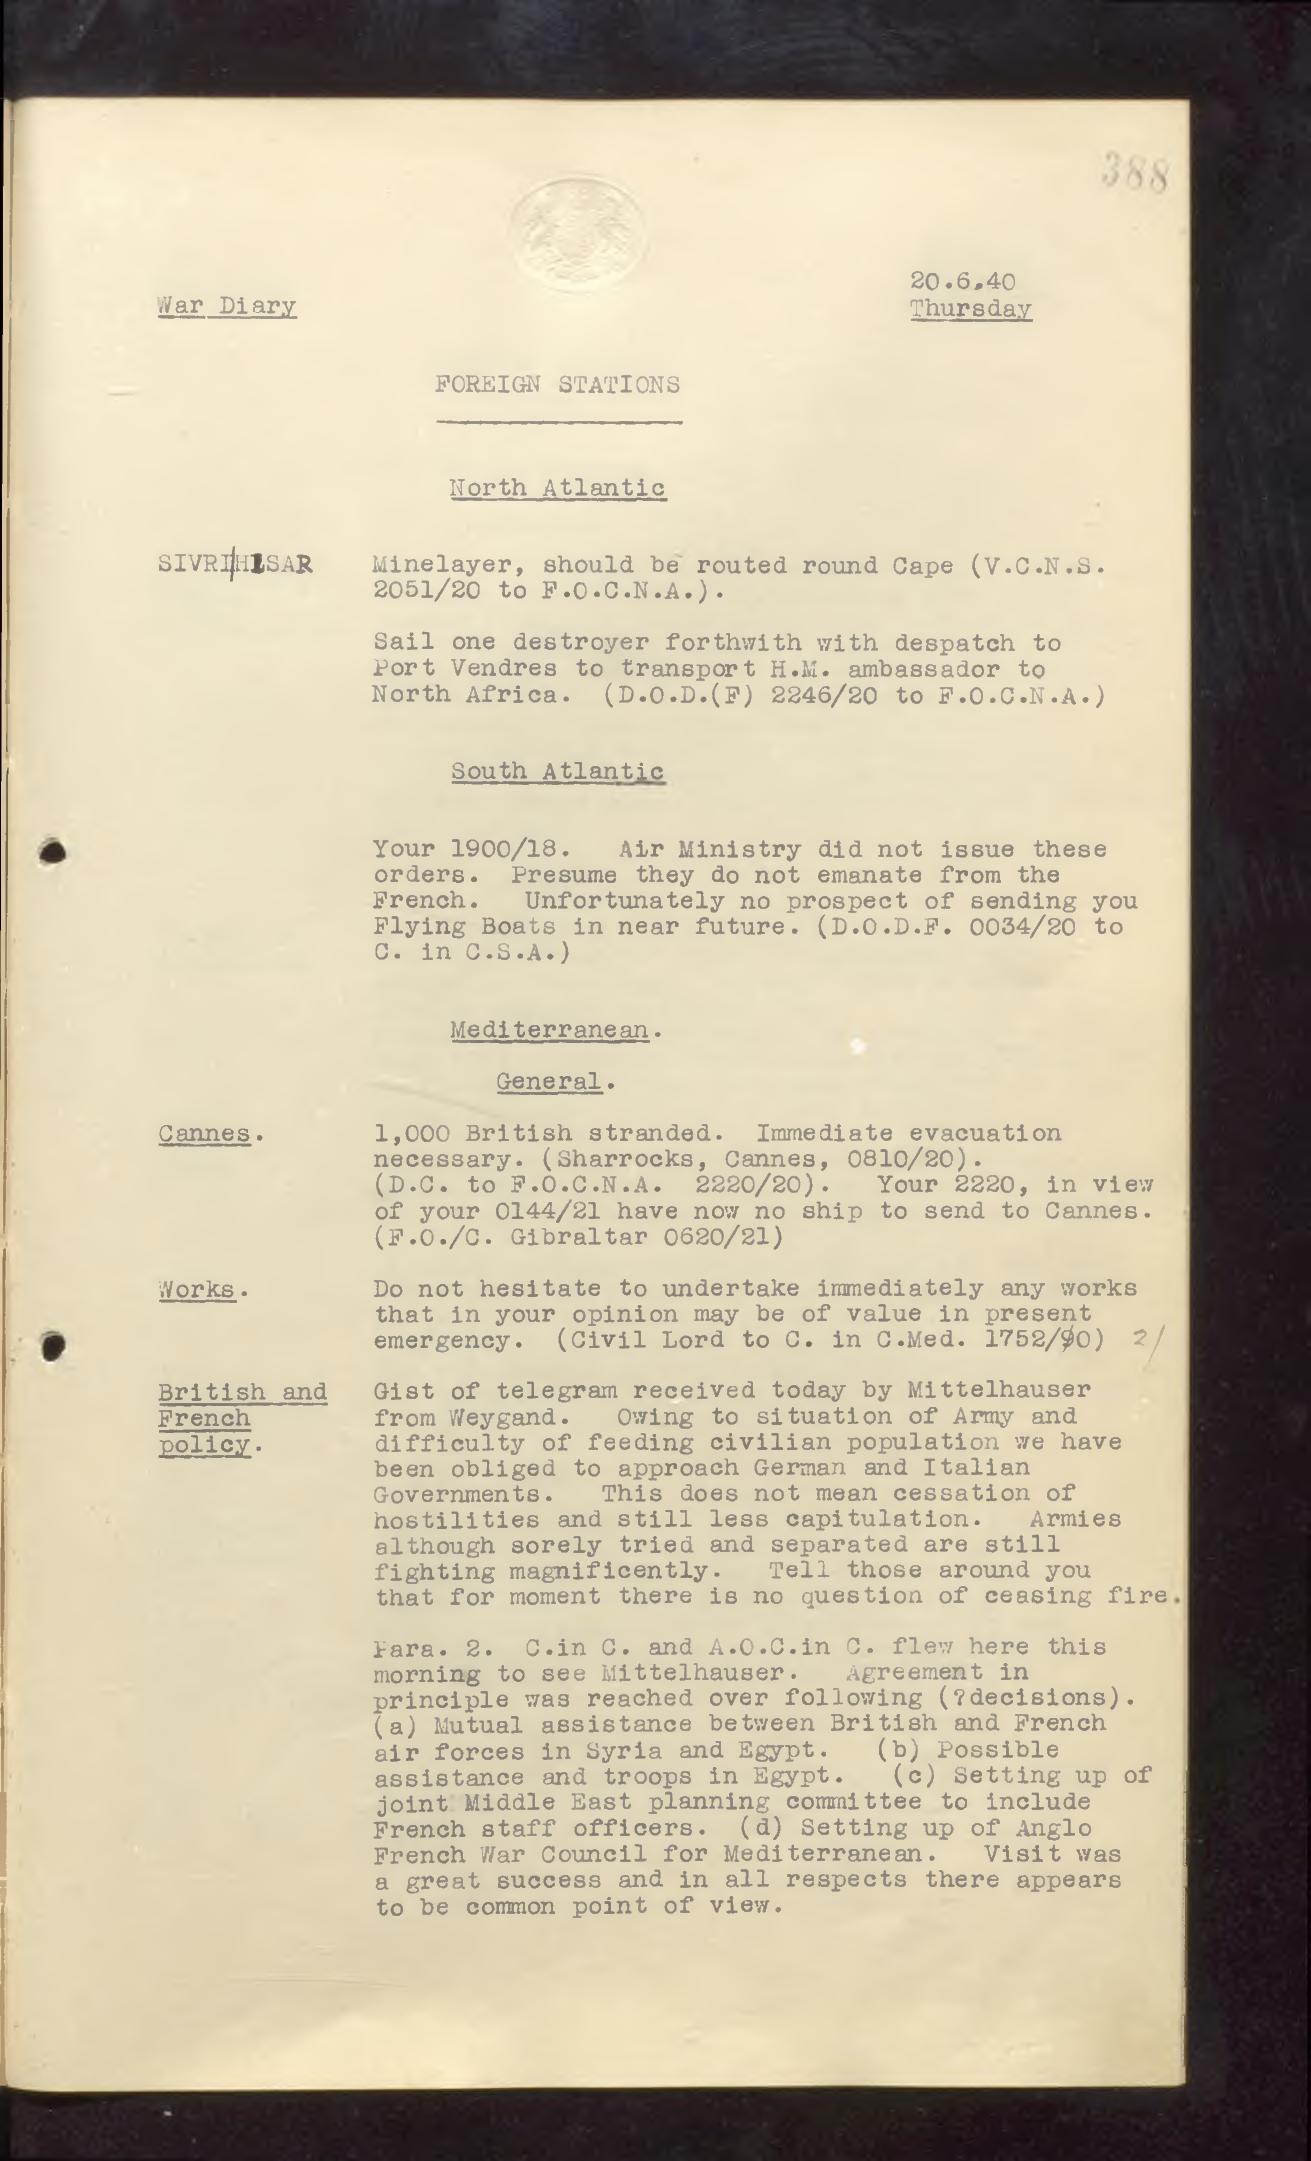 388
20.6.40
War Diary
Thursday
FOREIGN STATIONS
North Atlantic
SIVRI/HISAR Minelayer, should be routed round Cape (V.C.N.S.
2051/20 to F.O.C.N.A.).
Sail one destroyer forthwith with despatch to
Port Vendres to transport H.M. ambassador to
North Africa. (D.O.D.(F) 2246/20 to F.O.C.N.A.)
South Atlantic
Your 1900/18. Air Ministry did not issue these
orders. Presume they do not emanate from the
French. Unfortunately no prospect of sending you
Flying Boats in near future. (D.O.D.F. 0034/20 to
C. in C.S.A.)
Mediterranean.
General.
Cannes. 1,000 British stranded. Immediate evacuation
necessary. (Sharrocks, Cannes, 0810/20).
(D.C. to F.O.C.N.A. 2220/20). Your 2220, in view
of your 0144/21 have now no ship to send to Cannes.
(F.O./C. Gibraltar 0620/21)
Works. Do not hesitate to undertake immediately any works
that in your opinion may be of value in present
emergency. (Civil Lord to C. in C.Med. 1752/90) 2/
British and Gist of telegram received today by Mittelhauser
French from Weygand. Owing to situation of Army and
policy. difficulty of feeding civilian population we have
been obliged to approach German and Italian
Governments. This does not mean cessation of
hostilities and still less capitulation. Armies
although sorely tried and separated are still
fighting magnificently. Tell those around you
that for moment there is no question of ceasing fire.
Para. 2. C.in C. and A.O.C.in C. flew here this
morning to see Mittelhauser. Agreement in
principle was reached over following (?decisions).
(a) Mutual assistance between British and French
air forces in Syria and Egypt. (b) Possible
assistance and troops in Egypt. (c) Setting up of
joint Middle East planning committee to include
French staff officers. (d) Setting up of Anglo
French War Council for Mediterranean. Visit was
a great success and in all respects there appears
to be common point of view.